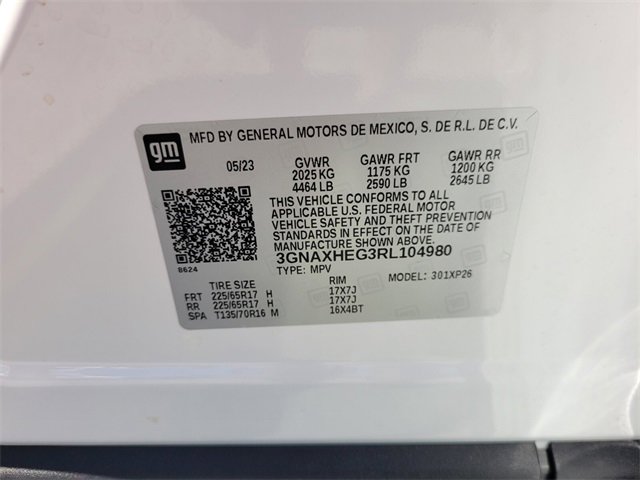 gm
MFD BY GENERAL MOTORS DE MEXICO, S. DE R.L. DE C.V.
05/23 GVWR GAWR FRT GAWR RR
2025 KG 1175 KG 1200 KG
4464 LB 2590 LB 2645 LB
THIS VEHICLE CONFORMS TO ALL
APPLICABLE U.S. FEDERAL MOTOR
VEHICLE SAFETY AND THEFT PREVENTION
STANDARDS IN EFFECT ON THE DATE OF
MANUFACTURE SHOWN ABOVE.
3GNAXHEG3RL104980
8624
TYPE: MPV MODEL: 301XP26
TIRE SIZE RIM
FRT 225/65R17 H 17X7J
RR 225/65R17 H 17X7J
SPA T135/70R16 M 16X4BT